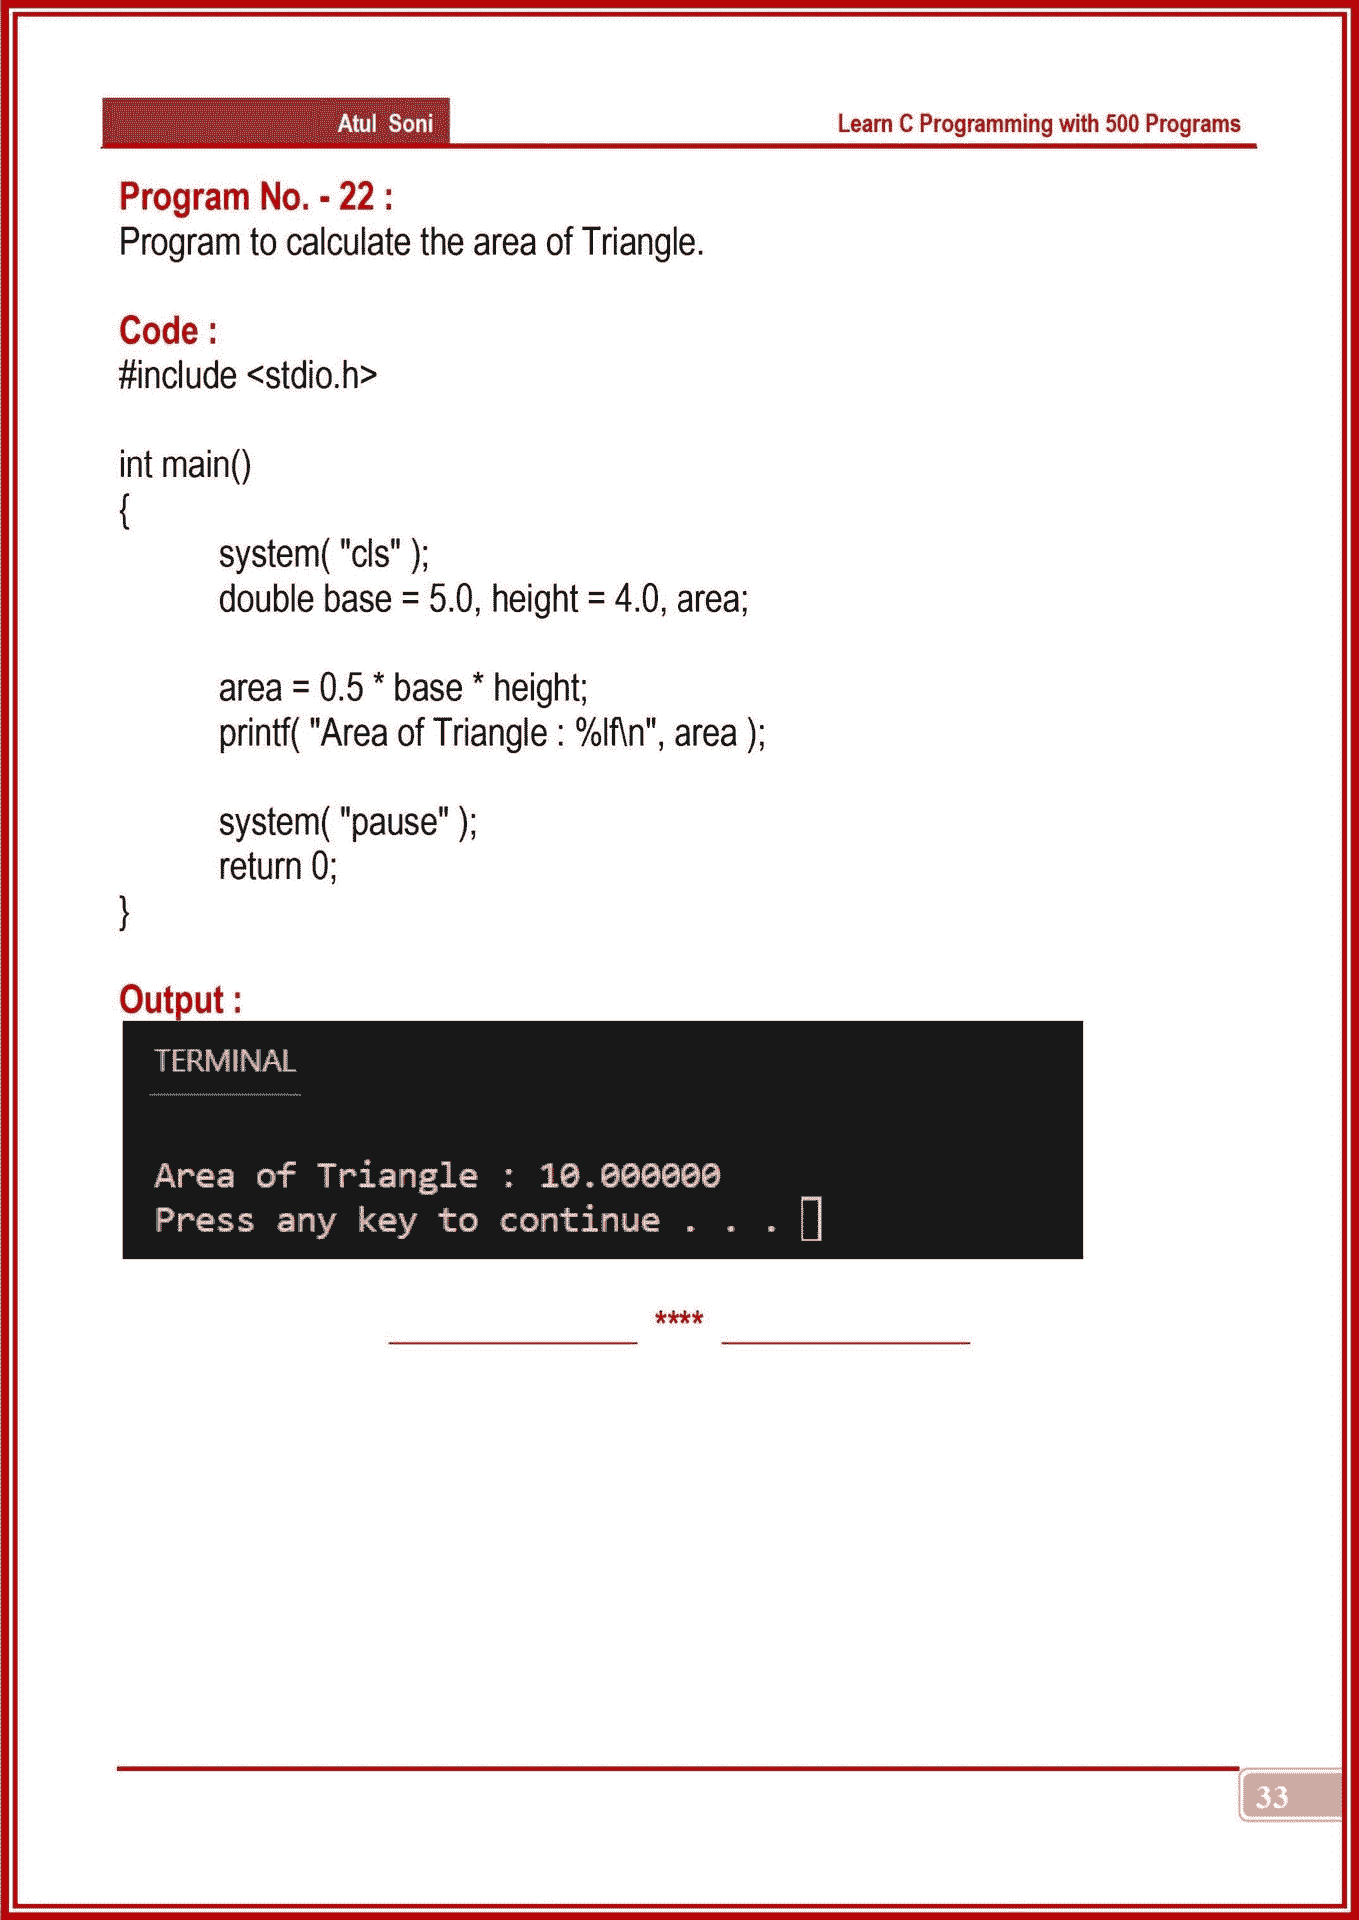 Atul Soni
Learn C Programming with 500 Programs
Program No. - 22 :
Program to calculate the area of Triangle.
Code :
#include <stdio.h>
int main()
{
system( "cls" );
double base = 5.0, height = 4.0, area;
area = 0.5 * base * height;
printf( "Area of Triangle : %lf\n", area );
system( "pause" );
return 0;
}
Output :
TERMINAL
Area of Triangle : 10.000000
Press any key to continue . . .
****
33